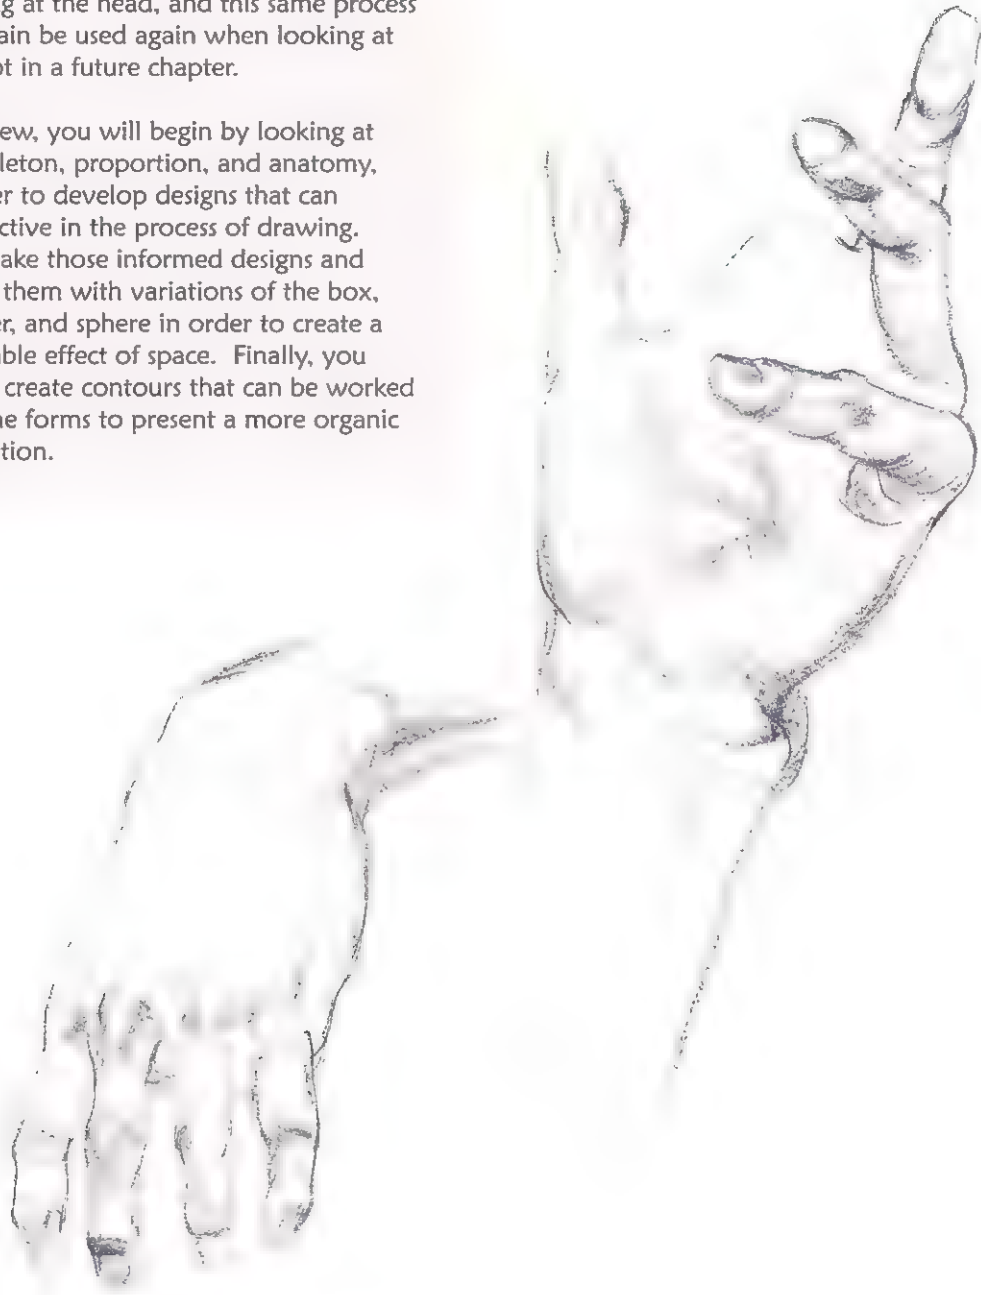 g at the head, and this same process
ain be used again when looking at
ot in a future chapter.
ew, you will begin by looking at
leton, proportion, and anatomy,
er to develop designs that can
ctive in the process of drawing.
ake those informed designs and
them with variations of the box,
er, and sphere in order to create a
ble effect of space. Finally, you
create contours that can be worked
ne forms to present a more organic
tion.